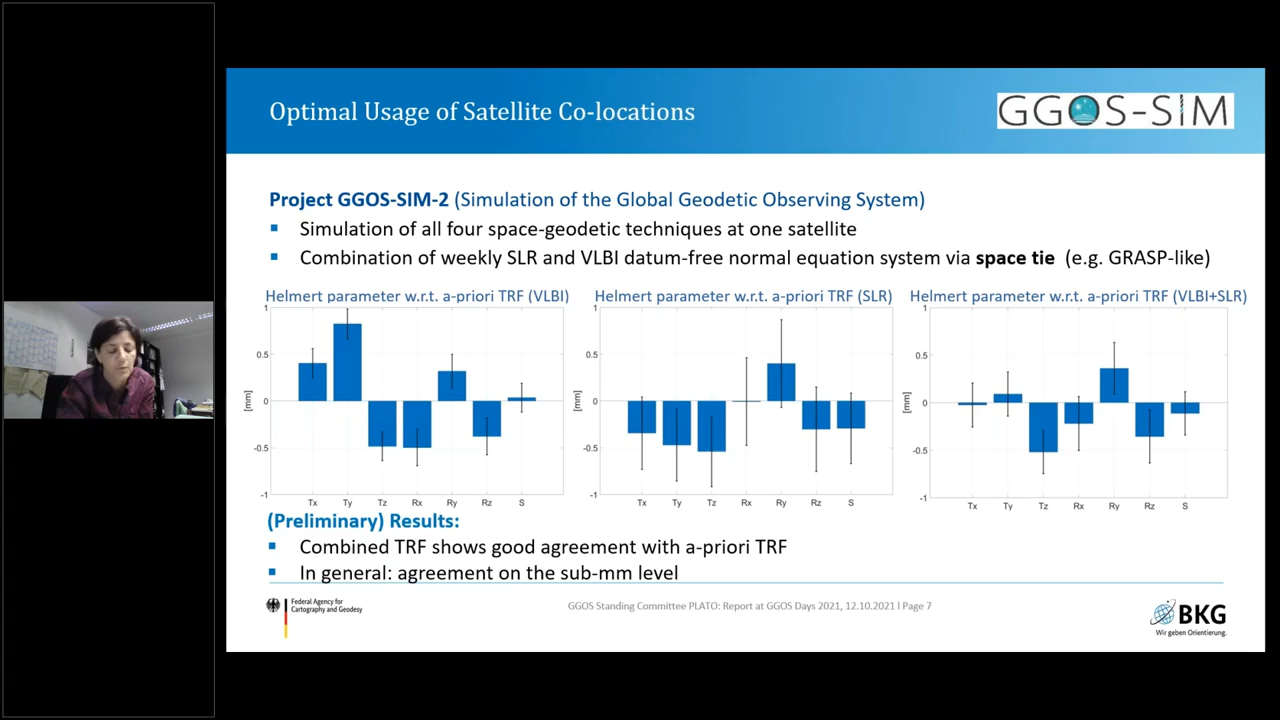 Optimal Usage of Satellite Co-locations
GGOS-SIM
Project GGOS-SIM-2 (Simulation of the Global Geodetic Observing System)
Simulation of all four space-geodetic techniques at one satellite
Combination of weekly SLR and VLBI datum-free normal equation system via space tie (e.g. GRASP-like)
Helmert parameter w.r.t. a-priori TRF (VLBI)
1
0.5
0
-0.5
-1
[mm]
Tx Ty Tz Rx Ry Rz S
Helmert parameter w.r.t. a-priori TRF (SLR)
1
0.5
0
-0.5
-1
[mm]
Tx Ty Tz Rx Ry Rz S
Helmert parameter w.r.t. a-priori TRF (VLBI+SLR)
1
0.5
0
-0.5
-1
[mm]
Tx Ty Tz Rx Ry Rz S
(Preliminary) Results:
Combined TRF shows good agreement with a-priori TRF
In general: agreement on the sub-mm level
Federal Agency for
Cartography and Geodesy
GGOS Standing Committee PLATO: Report at GGOS Days 2021, 12.10.2021 I Page 7
BKG
Wir geben Orientierung.